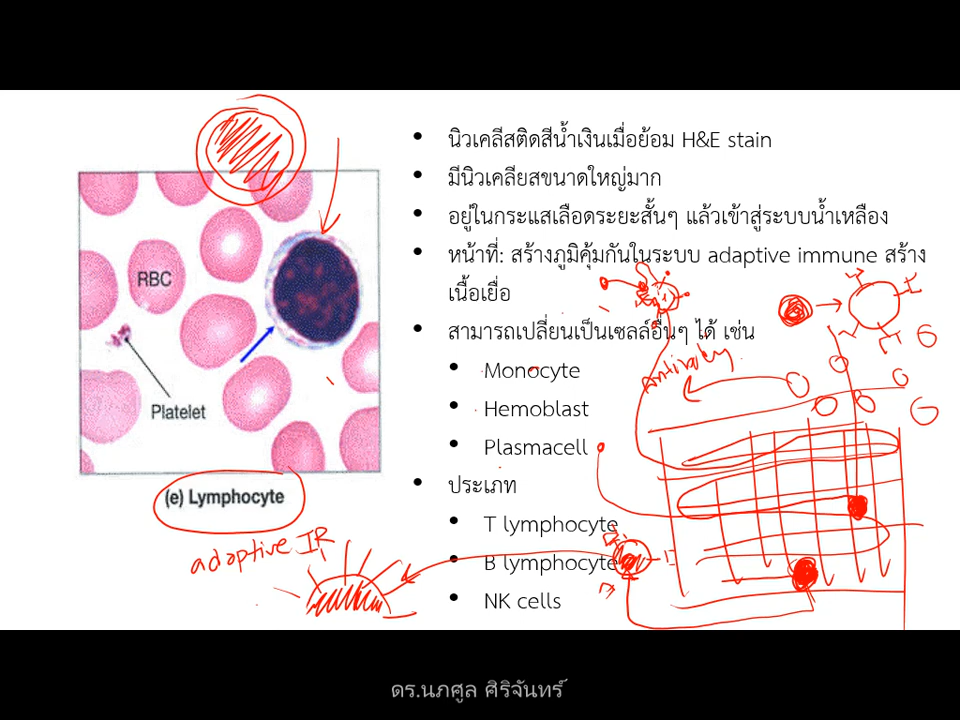 นิวเคลีสติดสีน้ำเงินเมื่อย้อม H&E stain
มีนิวเคลียสขนาดใหญ่มาก
อยู่ในกระแสเลือดระยะสั้นๆ แล้วเข้าสู่ระบบน้ำเหลือง
หน้าที่: สร้างภูมิคุ้มกันในระบบ adaptive immune สร้าง
เนื้อเยื่อ
สามารถเปลี่ยนเป็นเซลล์อื่นๆ ได้ เช่น
Monocyte
Hemoblast
Plasmacell
ประเภท
T lymphocyte
B lymphocyte
NK cells
RBC
Platelet
(e) Lymphocyte
adaptive IR
ดร.นภศูล ศิริจันทร์